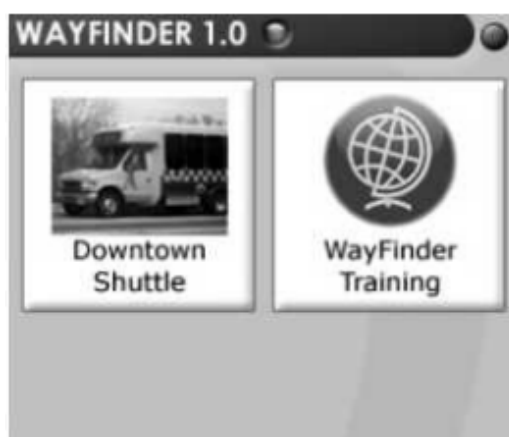 WAYFINDER 1.0
Downtown
Shuttle
WayFinder
Training